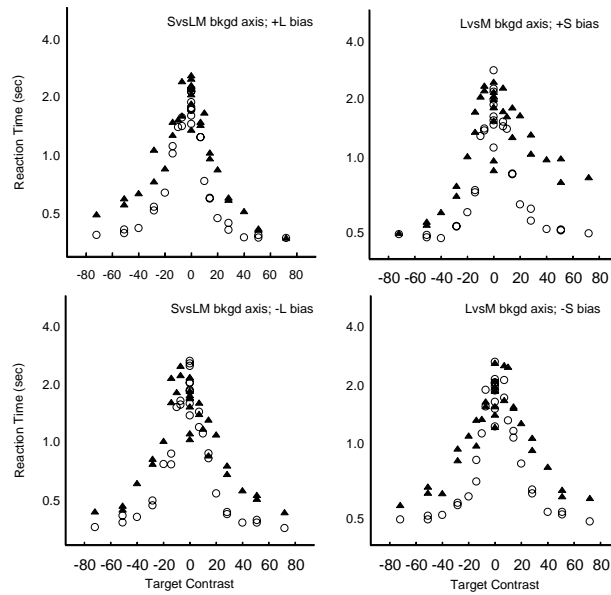 SvsLM bkgd axis; +L bias
4.0
2.0
1.0
0.5
Reaction Time (sec)
-80 -60 -40 -20 0 20 40 60 80
LvsM bkgd axis; +S bias
4.0
2.0
1.0
0.5
-80 -60 -40 -20 0 20 40 60 80
SvsLM bkgd axis; -L bias
4.0
2.0
1.0
0.5
Reaction Time (sec)
-80 -60 -40 -20 0 20 40 60 80
Target Contrast
LvsM bkgd axis; -S bias
4.0
2.0
1.0
0.5
-80 -60 -40 -20 0 20 40 60 80
Target Contrast